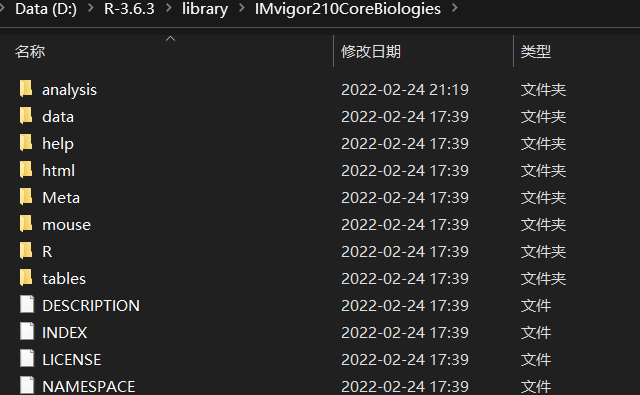 Data (D:) R-3.6.3 library IMvigor210CoreBiologies
名称 修改日期 类型
analysis 2022-02-24 21:19 文件夹
data 2022-02-24 17:39 文件夹
help 2022-02-24 17:39 文件夹
html 2022-02-24 17:39 文件夹
Meta 2022-02-24 17:39 文件夹
mouse 2022-02-24 17:39 文件夹
R 2022-02-24 17:39 文件夹
tables 2022-02-24 17:39 文件夹
DESCRIPTION 2022-02-24 17:39 文件
INDEX 2022-02-24 17:39 文件
LICENSE 2022-02-24 17:39 文件
NAMESPACE 2022-02-24 17:39 文件